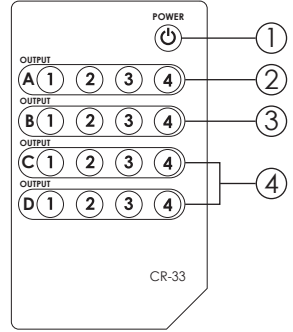 POWER
1
OUTPUT
A 1 2 3 4
2
OUTPUT
B 1 2 3 4
3
OUTPUT
C 1 2 3 4
4
OUTPUT
D 1 2 3 4
CR-33